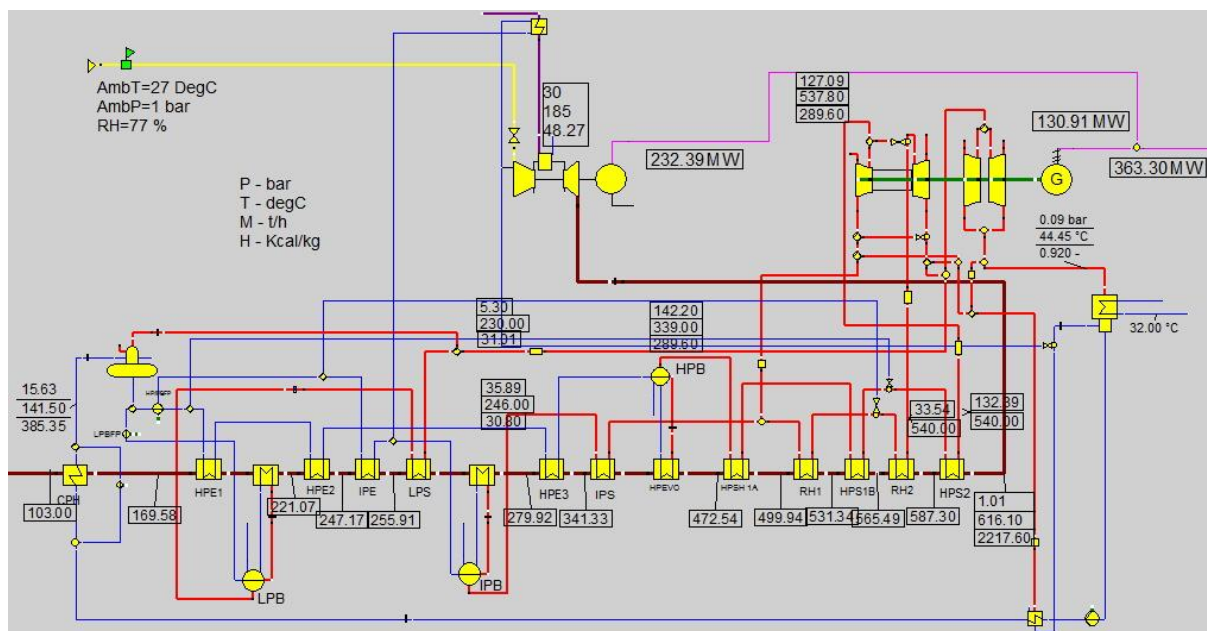 AmbT=27 DegC
AmbP=1 bar
RH=77 %
P - bar
T - degC
M - t/h
H - Kcal/kg
30
185
48.27
232.39MW
127.09
537.80
289.60
130.91 MW
G
363.30MW
0.09 bar
44.45 °C
0.920 -
32.00 °C
5.30
230.00
31.01
142.20
339.00
289.60
HPB
35.89
246.00
30.80
33.54
540.00
132.89
540.00
15.63
141.50
385.35
LPBFP
CPH
HPE1
HPE2
IPE
LPS
HPE3
IPS
HPEVO
HPSH 1A
RH1
HPS1B
RH2
HPS2
103.00
169.58
221.07
247.17
255.91
279.92
341.33
472.54
499.94
531.34
565.49
587.30
1.01
616.10
2217.60
LPB
IPB